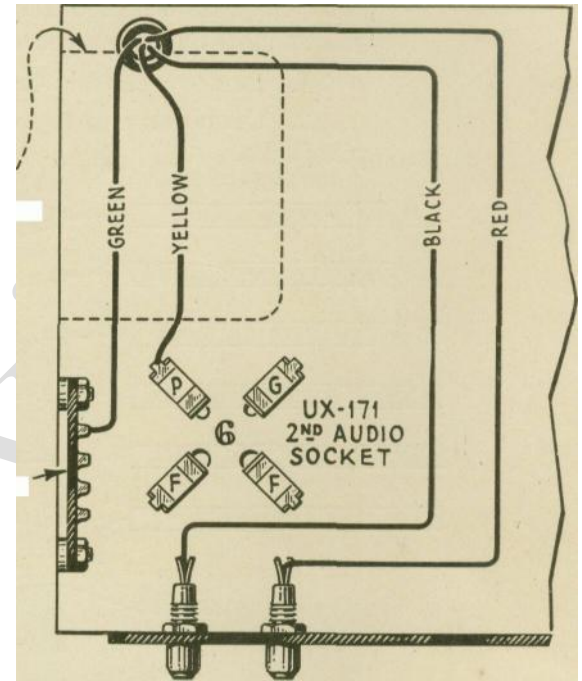 GREEN
YELLOW
BLACK
RED
P
G
6
UX-171
2ND AUDIO
SOCKET
F
F